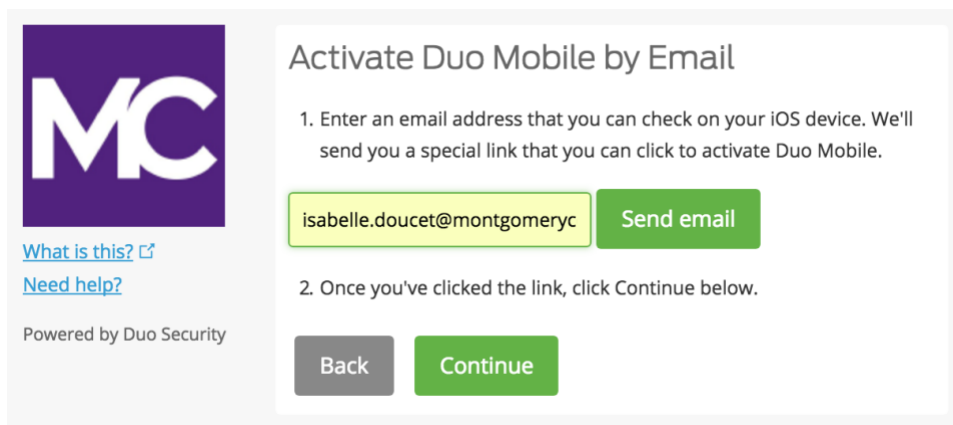 MC
What is this?
Need help?
Powered by Duo Security
Activate Duo Mobile by Email
1. Enter an email address that you can check on your iOS device. We'll
send you a special link that you can click to activate Duo Mobile.
isabelle.doucet@montgomeryc
Send email
2. Once you've clicked the link, click Continue below.
Back
Continue